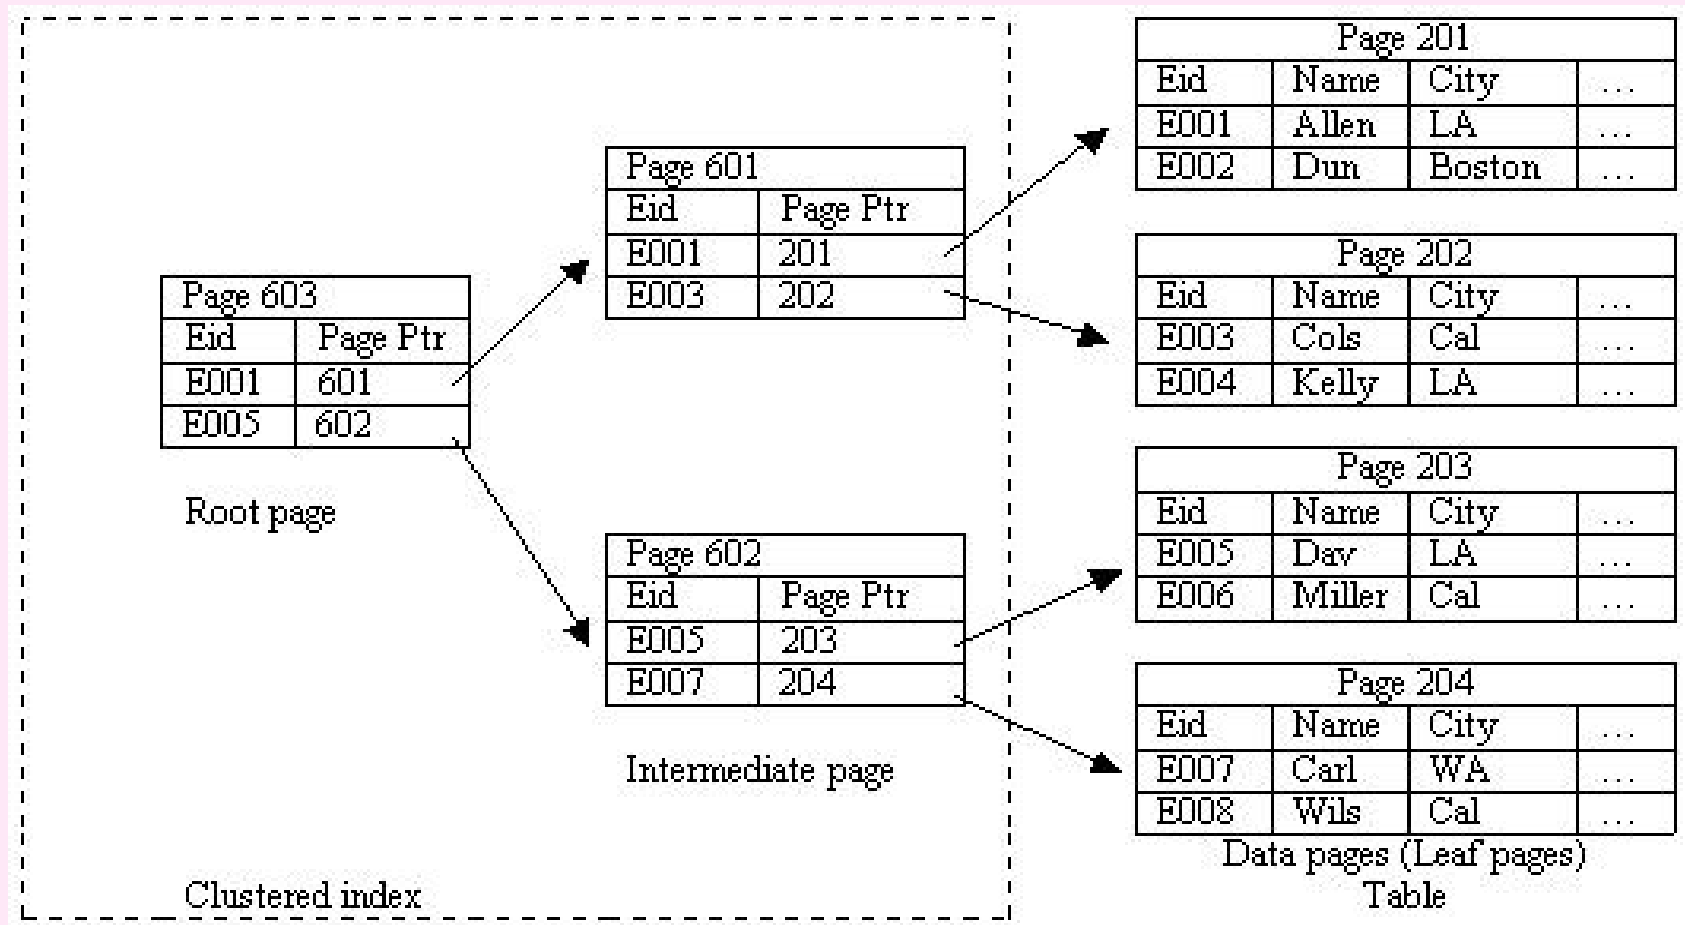 Page 603
Eid Page Ptr
E001 601
E005 602
Root page
Page 601
Eid Page Ptr
E001 201
E003 202
Page 602
Eid Page Ptr
E005 203
E007 204
Intermediate page
Clustered index
Page 201
Eid Name City ...
E001 Allen LA ...
E002 Dun Boston ...
Page 202
Eid Name City ...
E003 Cols Cal ...
E004 Kelly LA ...
Page 203
Eid Name City ...
E005 Dav LA ...
E006 Miller Cal ...
Page 204
Eid Name City ...
E007 Carl WA ...
E008 Wils Cal ...
Data pages (Leaf pages)
Table